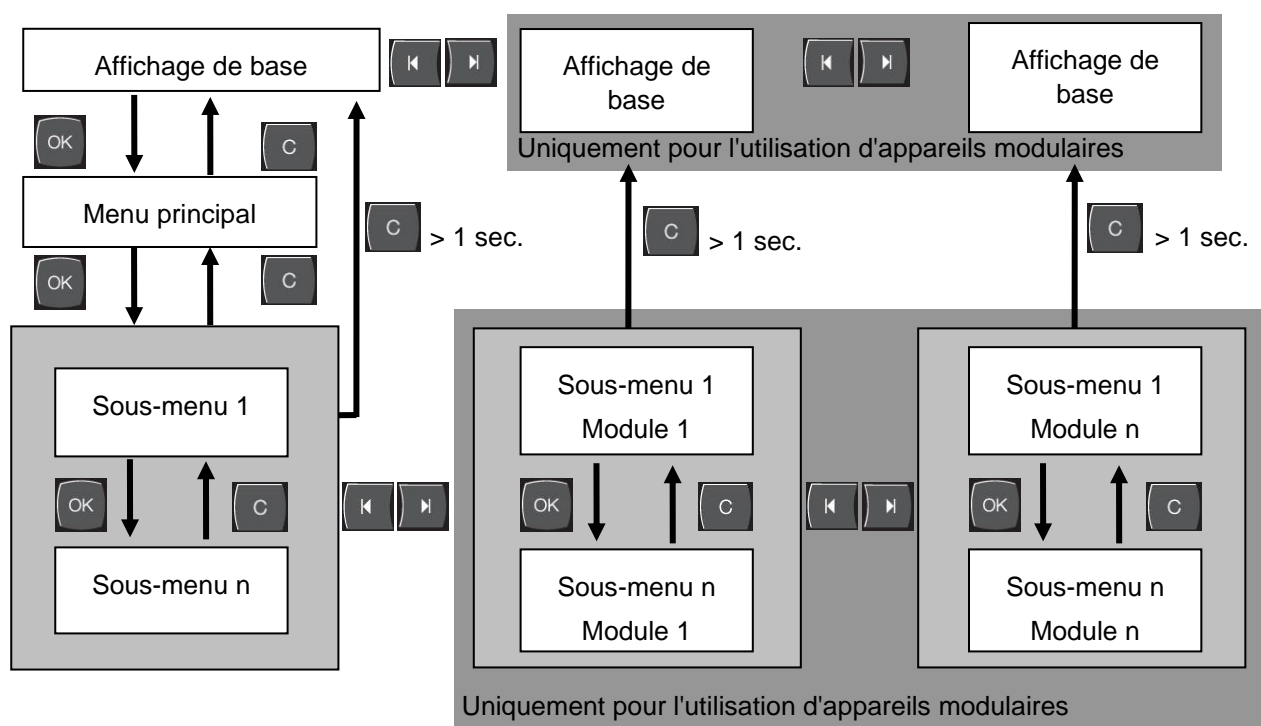 Affichage de base
Affichage de
base
Affichage de
base
Uniquement pour l'utilisation d'appareils modulaires
OK
C
Menu principal
C
> 1 sec.
C
> 1 sec.
C
> 1 sec.
OK
C
Sous-menu 1
OK
C
Sous-menu n
Sous-menu 1
Module 1
OK
C
Sous-menu n
Module 1
Sous-menu 1
Module n
OK
C
Sous-menu n
Module n
Uniquement pour l'utilisation d'appareils modulaires